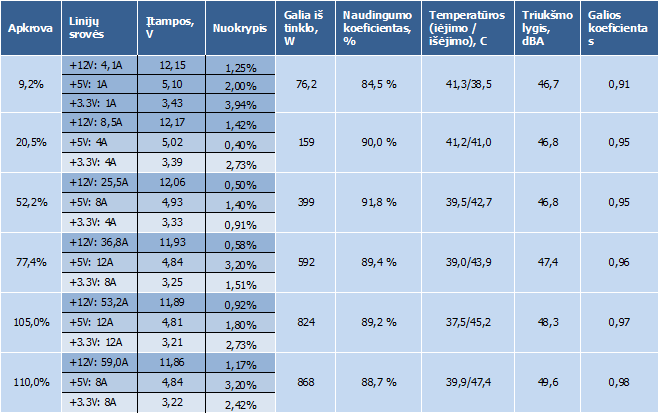 Apkrova
Linijų srovės
Įtampos, V
Nuokrypis
Galia iš tinklo, W
Naudingumo koeficientas, %
Temperatūros (iėjimo / išėjimo), C
Triukšmo lygis, dBA
Galios koeficientas
9,2%
+12V: 4,1A 12,15 1,25%
+5V: 1A 5,10 2,00%
+3.3V: 1A 3,43 3,94%
76,2 84,5 % 41,3/38,5 46,7 0,91
20,5%
+12V: 8,5A 12,17 1,42%
+5V: 4A 5,02 0,40%
+3.3V: 4A 3,39 2,73%
159 90,0 % 41,2/41,0 46,8 0,95
52,2%
+12V: 25,5A 12,06 0,50%
+5V: 8A 4,93 1,40%
+3.3V: 4A 3,33 0,91%
399 91,8 % 39,5/42,7 46,8 0,95
77,4%
+12V: 36,8A 11,93 0,58%
+5V: 12A 4,84 3,20%
+3.3V: 8A 3,25 1,51%
592 89,4 % 39,0/43,9 47,4 0,96
105,0%
+12V: 53,2A 11,89 0,92%
+5V: 12A 4,81 1,80%
+3.3V: 12A 3,21 2,73%
824 89,2 % 37,5/45,2 48,3 0,97
110,0%
+12V: 59,0A 11,86 1,17%
+5V: 8A 4,84 3,20%
+3.3V: 8A 3,22 2,42%
868 88,7 % 39,9/47,4 49,6 0,98